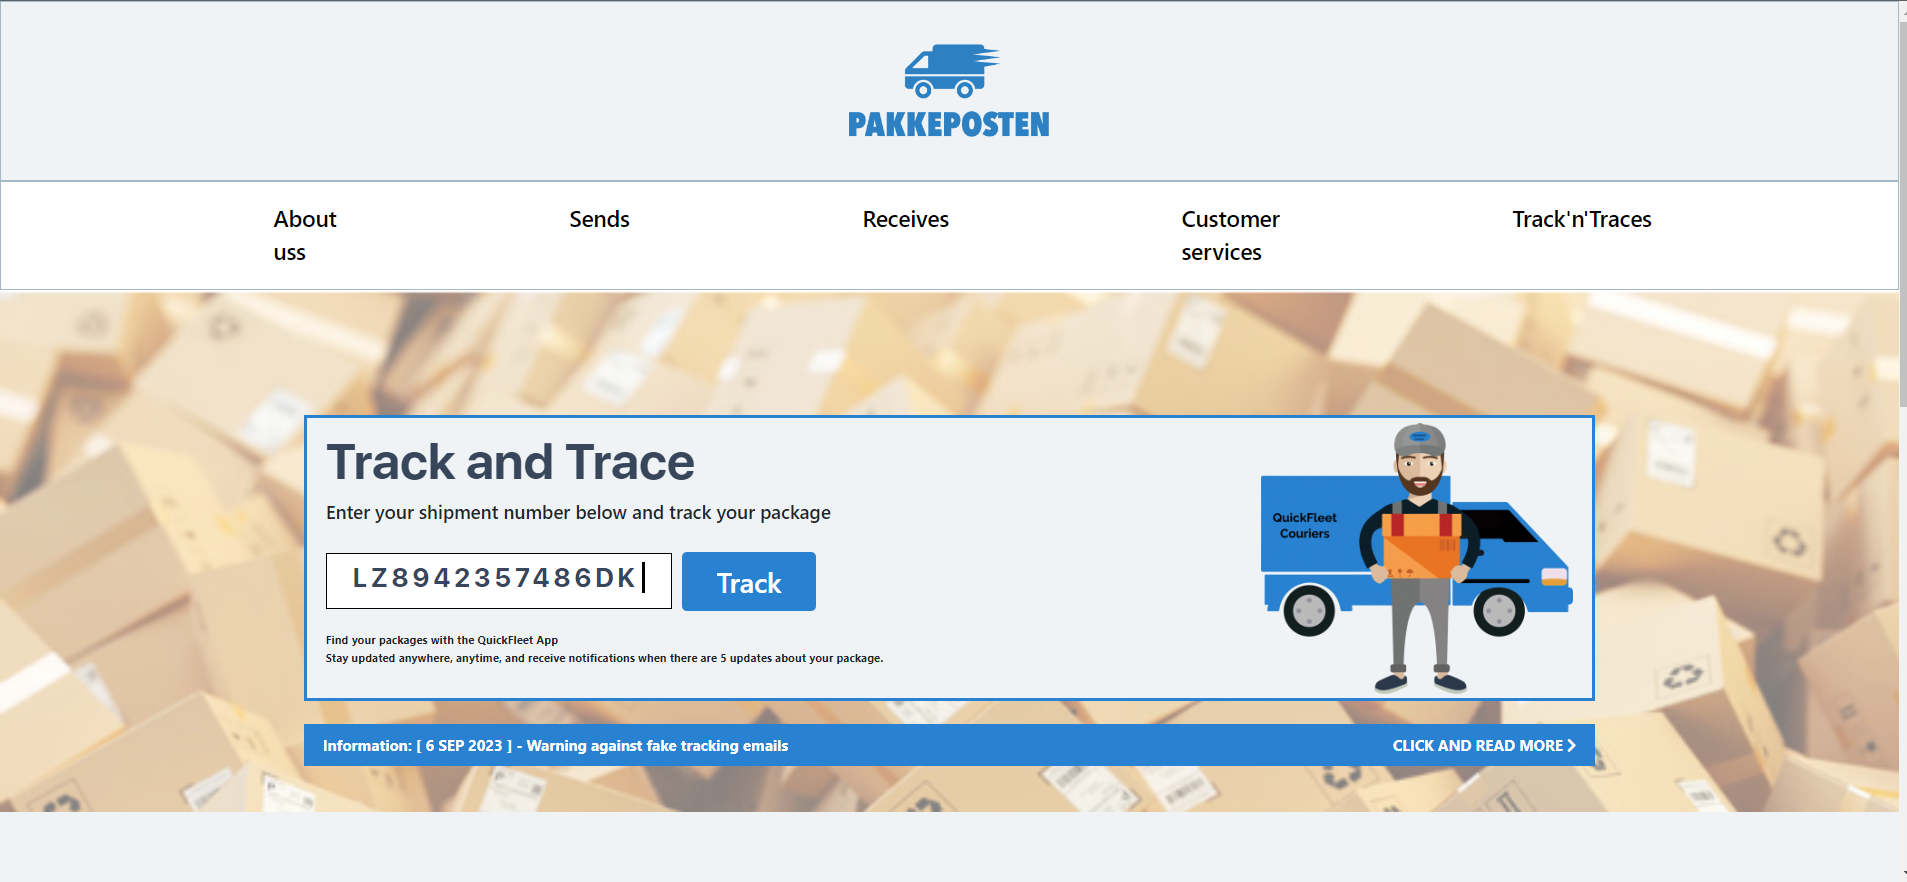 PAKKEPOSTEN
About
uss
Sends
Receives
Customer
services
Track'n'Traces
Track and Trace
Enter your shipment number below and track your package
LZ8942357486DK
Track
Find your packages with the QuickFleet App
Stay updated anywhere, anytime, and receive notifications when there are 5 updates about your package.
QuickFleet
Couriers
Information: [ 6 SEP 2023 ] - Warning against fake tracking emails
CLICK AND READ MORE